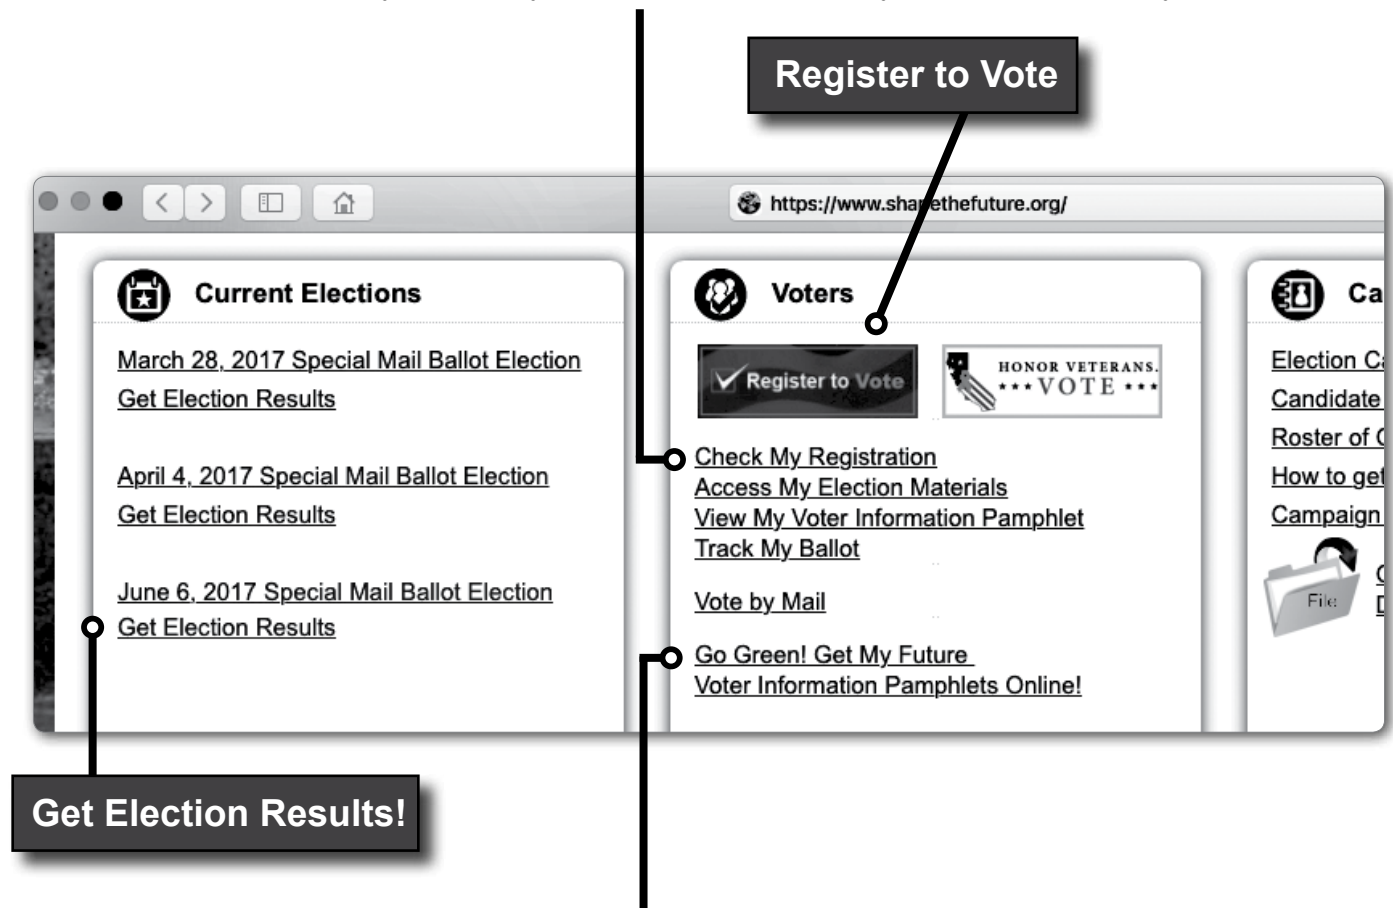 Register to Vote
https://www.shapethefuture.org/
Current Elections
March 28, 2017 Special Mail Ballot Election
Get Election Results
April 4, 2017 Special Mail Ballot Election
Get Election Results
June 6, 2017 Special Mail Ballot Election
Get Election Results
Voters
Register to Vote
HONOR VETERANS.
VOTE
Check My Registration
Access My Election Materials
View My Voter Information Pamphlet
Track My Ballot
Vote by Mail
Go Green! Get My Future
Voter Information Pamphlets Online!
Election
Candidate
Roster of
How to get
Campaign
File
Get Election Results!